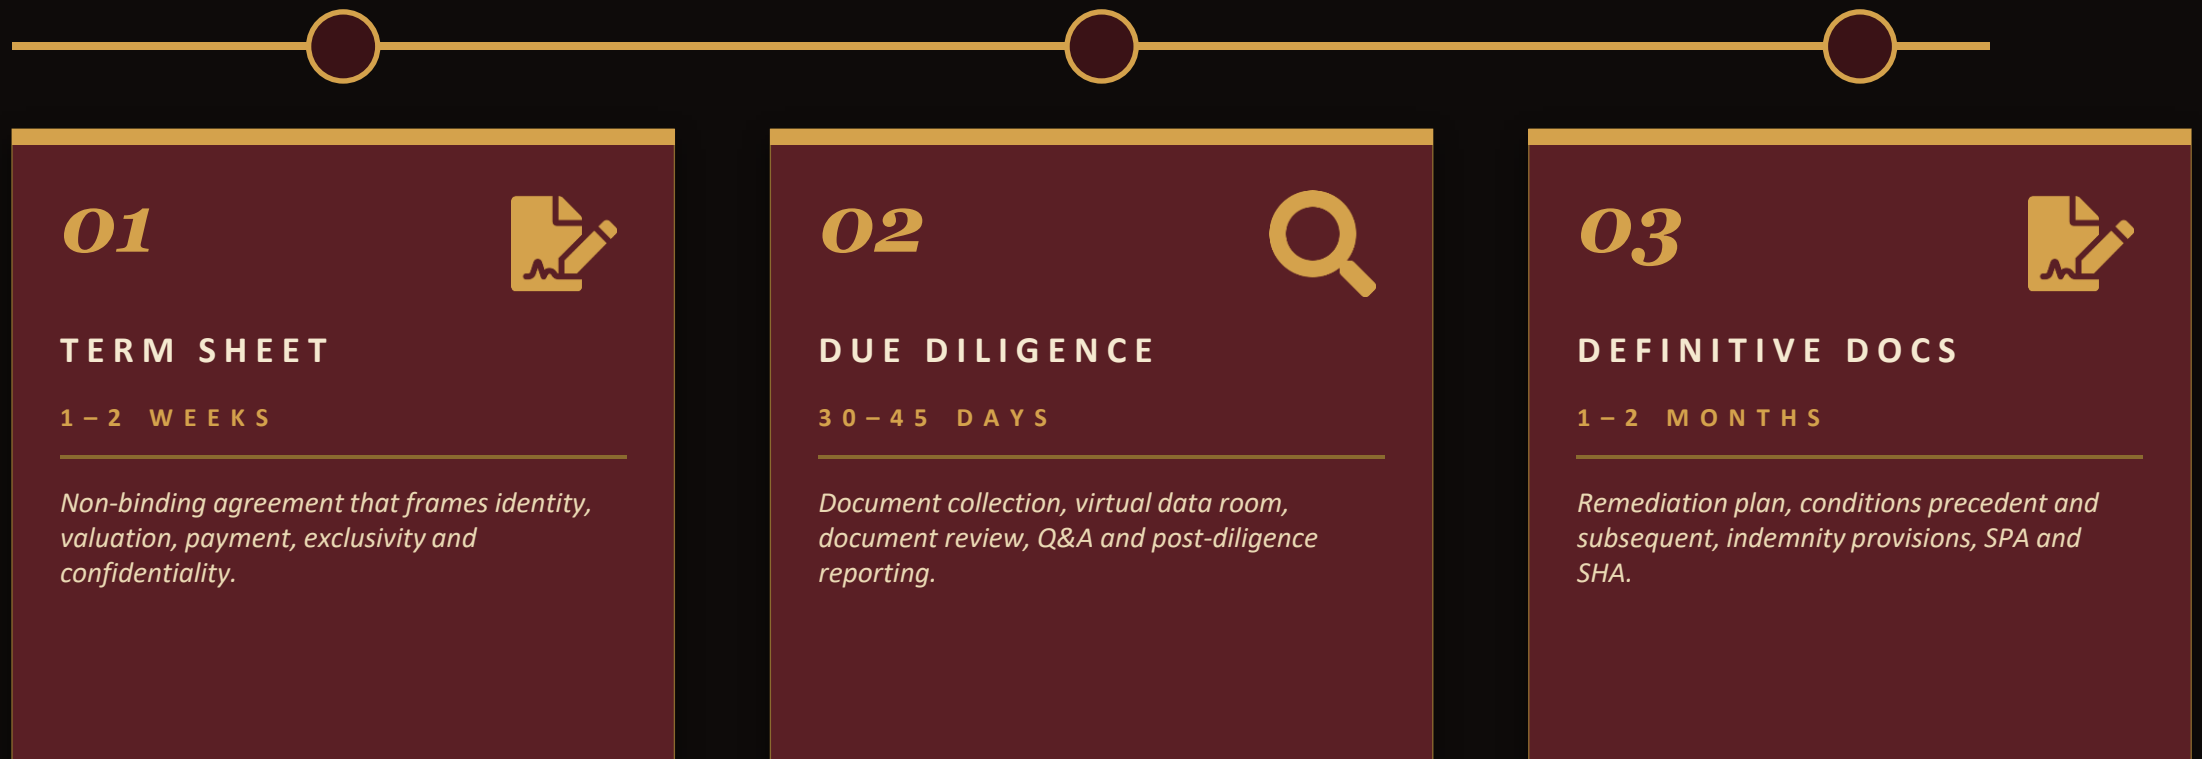 01
TERM SHEET
1–2 WEEKS
Non-binding agreement that frames identity,
valuation, payment, exclusivity and
confidentiality.
02
DUE DILIGENCE
30–45 DAYS
Document collection, virtual data room,
document review, Q&A and post-diligence
reporting.
03
DEFINITIVE DOCS
1–2 MONTHS
Remediation plan, conditions precedent and
subsequent, indemnity provisions, SPA and
SHA.